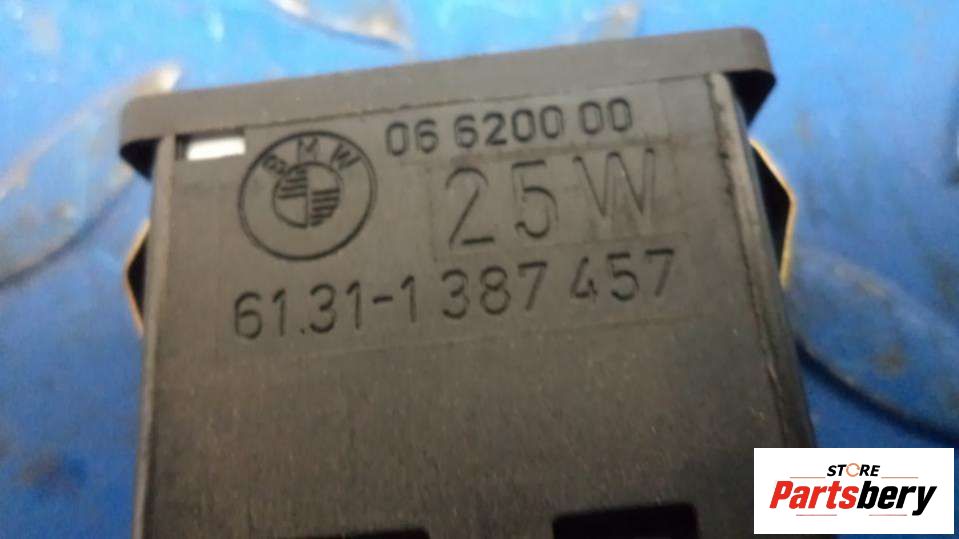 BMW
06 6200 00
25W
61.31-1 387 457
STORE
Partsbery